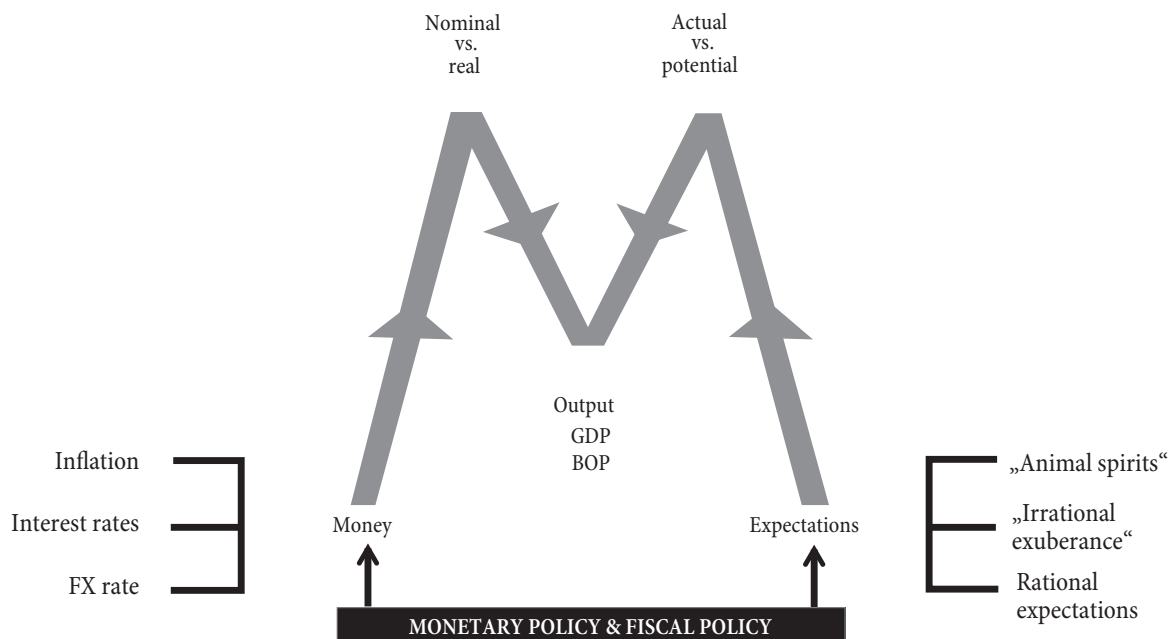 Nominal
vs.
real
Actual
vs.
potential
Output
GDP
BOP
Inflation
Interest rates
FX rate
Money
Expectations
„Animal spirits“
„Irrational
exuberance“
Rational
expectations
MONETARY POLICY & FISCAL POLICY